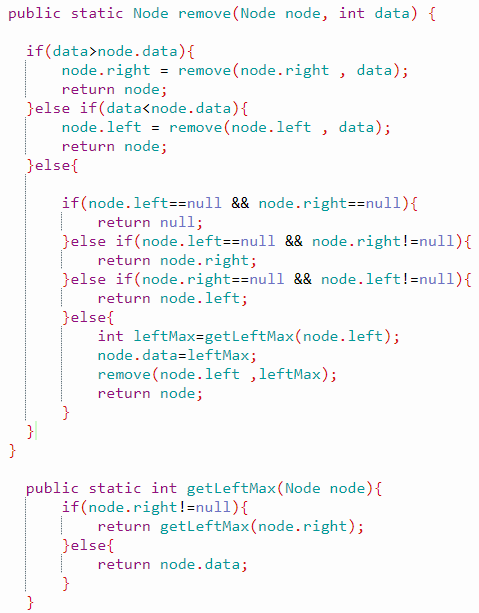 public static Node remove(Node node, int data) {
if(data>node.data){
node.right = remove(node.right , data);
return node;
}else if(data<node.data){
node.left = remove(node.left , data);
return node;
}else{
if(node.left==null && node.right==null){
return null;
}else if(node.left==null && node.right!=null){
return node.right;
}else if(node.right==null && node.left!=null){
return node.left;
}else{
int leftMax=getLeftMax(node.left);
node.data=leftMax;
remove(node.left ,leftMax);
return node;
}
}
}
public static int getLeftMax(Node node){
if(node.right!=null){
return getLeftMax(node.right);
}else{
return node.data;
}
}